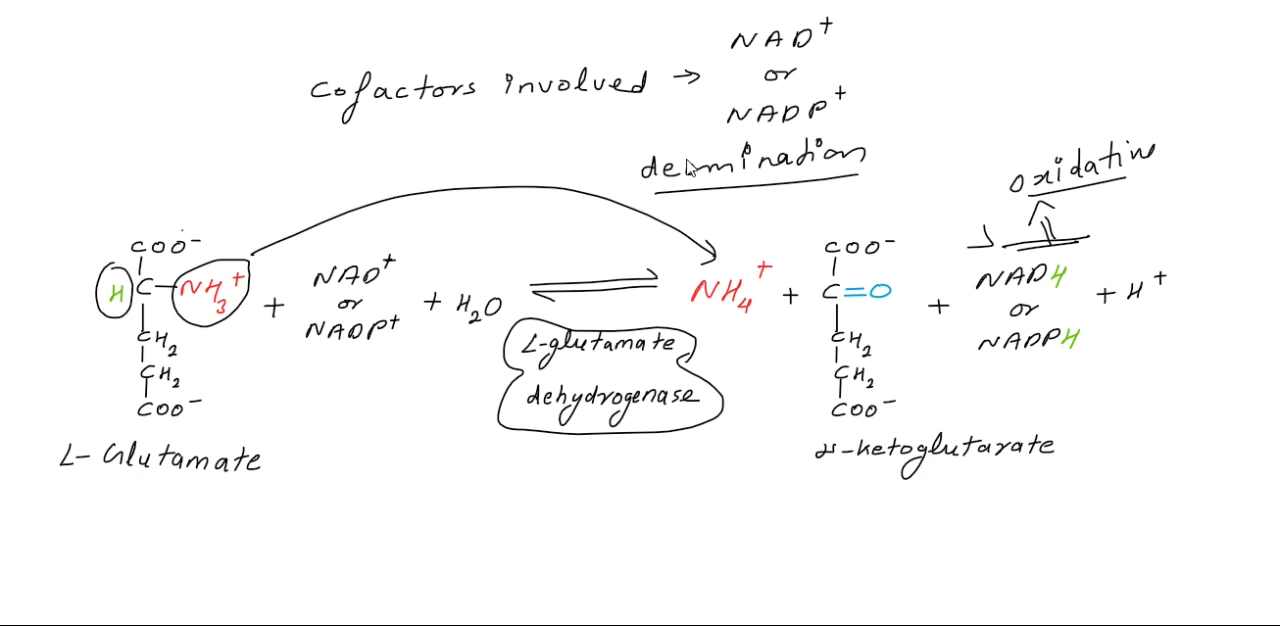 Cofactors involved → NAD⁺
or
NADP⁺
deamination
oxidative
COO⁻
H C—NH₃⁺
CH₂
CH₂
COO⁻
L-Glutamate
+ NAD⁺
or
NADP⁺
+ H₂O ⇌
L-glutamate
dehydrogenase
NH₄⁺ +
COO⁻
C=O
CH₂
CH₂
COO⁻
α-ketoglutarate
+ NADH
or
NADPH
+ H⁺